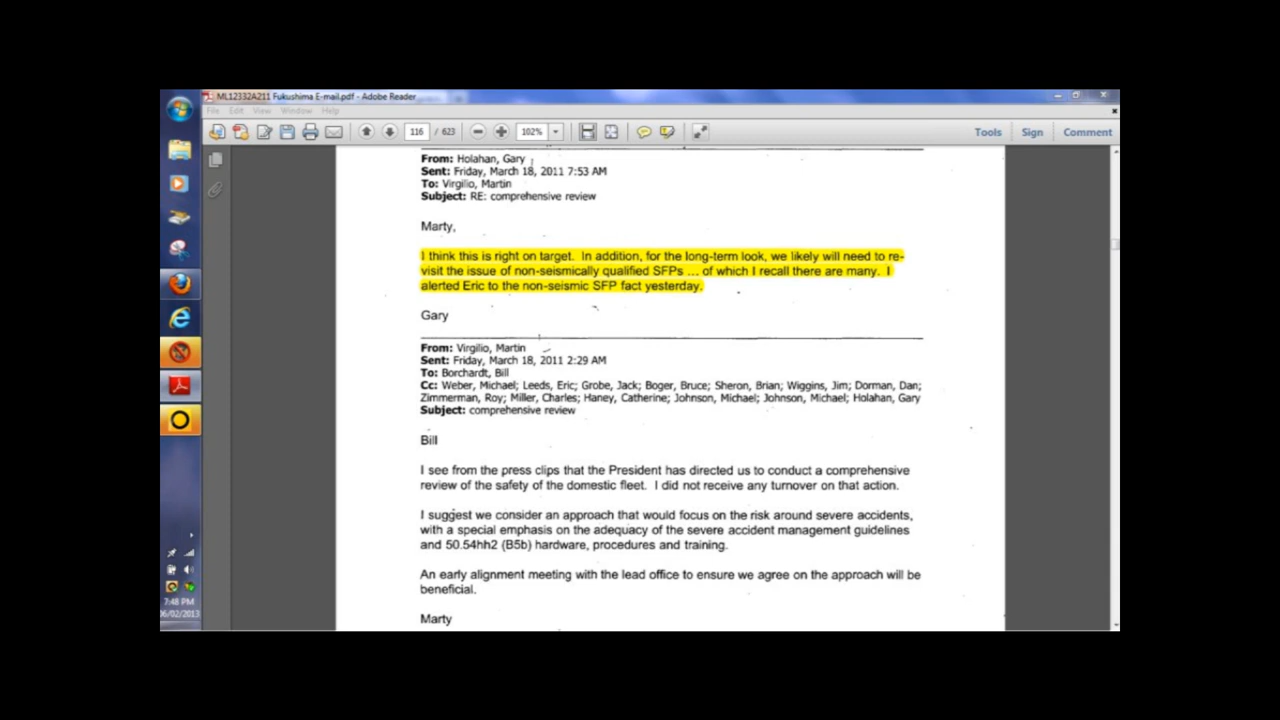 ML12332A211 Fukushima E-mail.pdf - Adobe Reader
File Edit View Window Help
116 / 623 102% Tools Sign Comment
From: Holahan, Gary
Sent: Friday, March 18, 2011 7:53 AM
To: Virgilio, Martin
Subject: RE: comprehensive review
Marty,
I think this is right on target. In addition, for the long-term look, we likely will need to re-
visit the issue of non-seismically qualified SFPs ... of which I recall there are many. I
alerted Eric to the non-seismic SFP fact yesterday.
Gary
From: Virgilio, Martin
Sent: Friday, March 18, 2011 2:29 AM
To: Borchardt, Bill
Cc: Weber, Michael; Leeds, Eric; Grobe, Jack; Boger, Bruce; Sheron, Brian; Wiggins, Jim; Dorman, Dan;
Zimmerman, Roy; Miller, Charles; Haney, Catherine; Johnson, Michael; Johnson, Michael; Holahan, Gary
Subject: comprehensive review
Bill
I see from the press clips that the President has directed us to conduct a comprehensive
review of the safety of the domestic fleet. I did not receive any turnover on that action.
I suggest we consider an approach that would focus on the risk around severe accidents,
with a special emphasis on the adequacy of the severe accident management guidelines
and 50.54hh2 (B5b) hardware, procedures and training.
An early alignment meeting with the lead office to ensure we agree on the approach will be
beneficial.
Marty
7:48 PM
06/02/2013